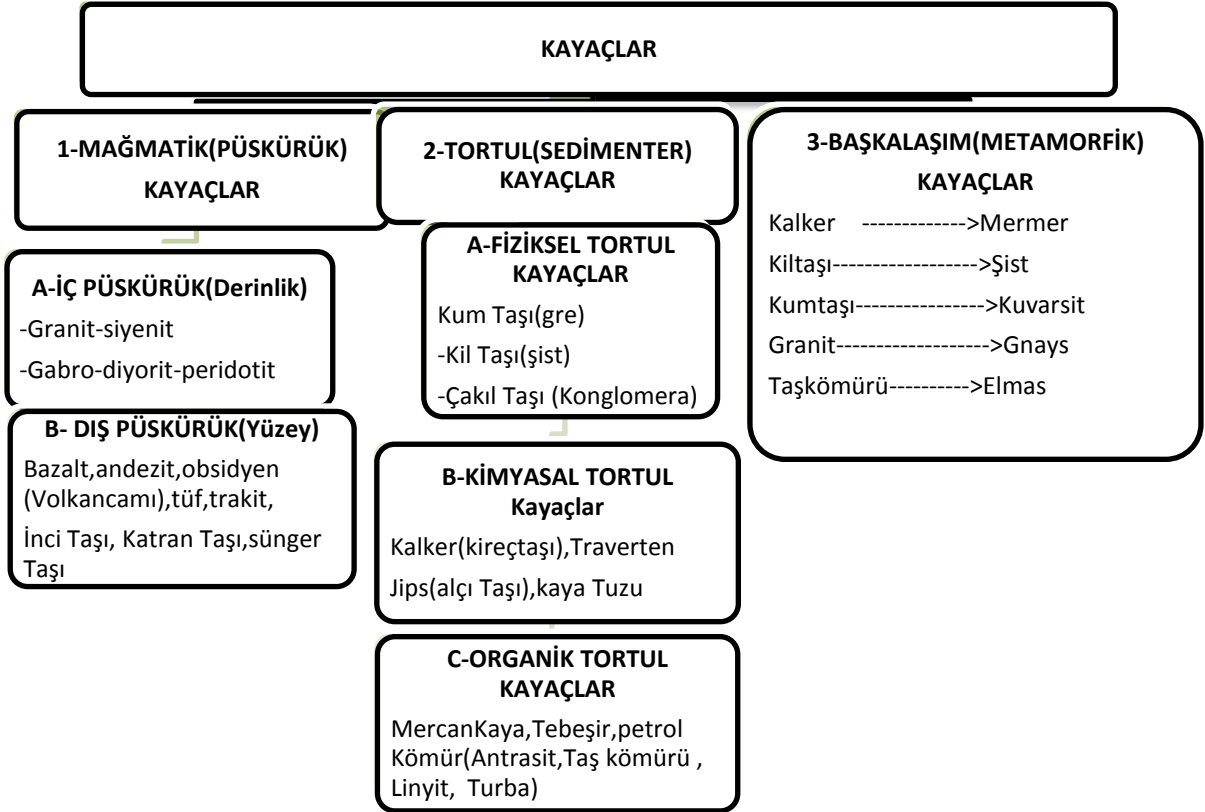 KAYAÇLAR
1-MAĞMATİK(PÜSKÜRÜK)
KAYAÇLAR
A-İÇ PÜSKÜRÜK(Derinlik)
-Granit-siyenit
-Gabro-diyorit-peridotit
B- DIŞ PÜSKÜRÜK(Yüzey)
Bazalt,andezit,obsidyen
(Volkancamı),tüf,trakit,
İnci Taşı, Katran Taşı,sünger
Taşı
2-TORTUL(SEDİMENTER)
KAYAÇLAR
A-FİZİKSEL TORTUL
KAYAÇLAR
Kum Taşı(gre)
-Kil Taşı(şist)
-Çakıl Taşı (Konglomera)
B-KİMYASAL TORTUL
Kayaçlar
Kalker(kireçtaşı),Traverten
Jips(alçı Taşı),kaya Tuzu
C-ORGANİK TORTUL
KAYAÇLAR
MercanKaya,Tebeşir,petrol
Kömür(Antrasit,Taş kömürü ,
Linyit, Turba)
3-BAŞKALAŞIM(METAMORFİK)
KAYAÇLAR
Kalker ------------->Mermer
Kiltaşı------------------>Şist
Kumtaşı---------------->Kuvarsit
Granit------------------->Gnays
Taşkömürü---------->Elmas